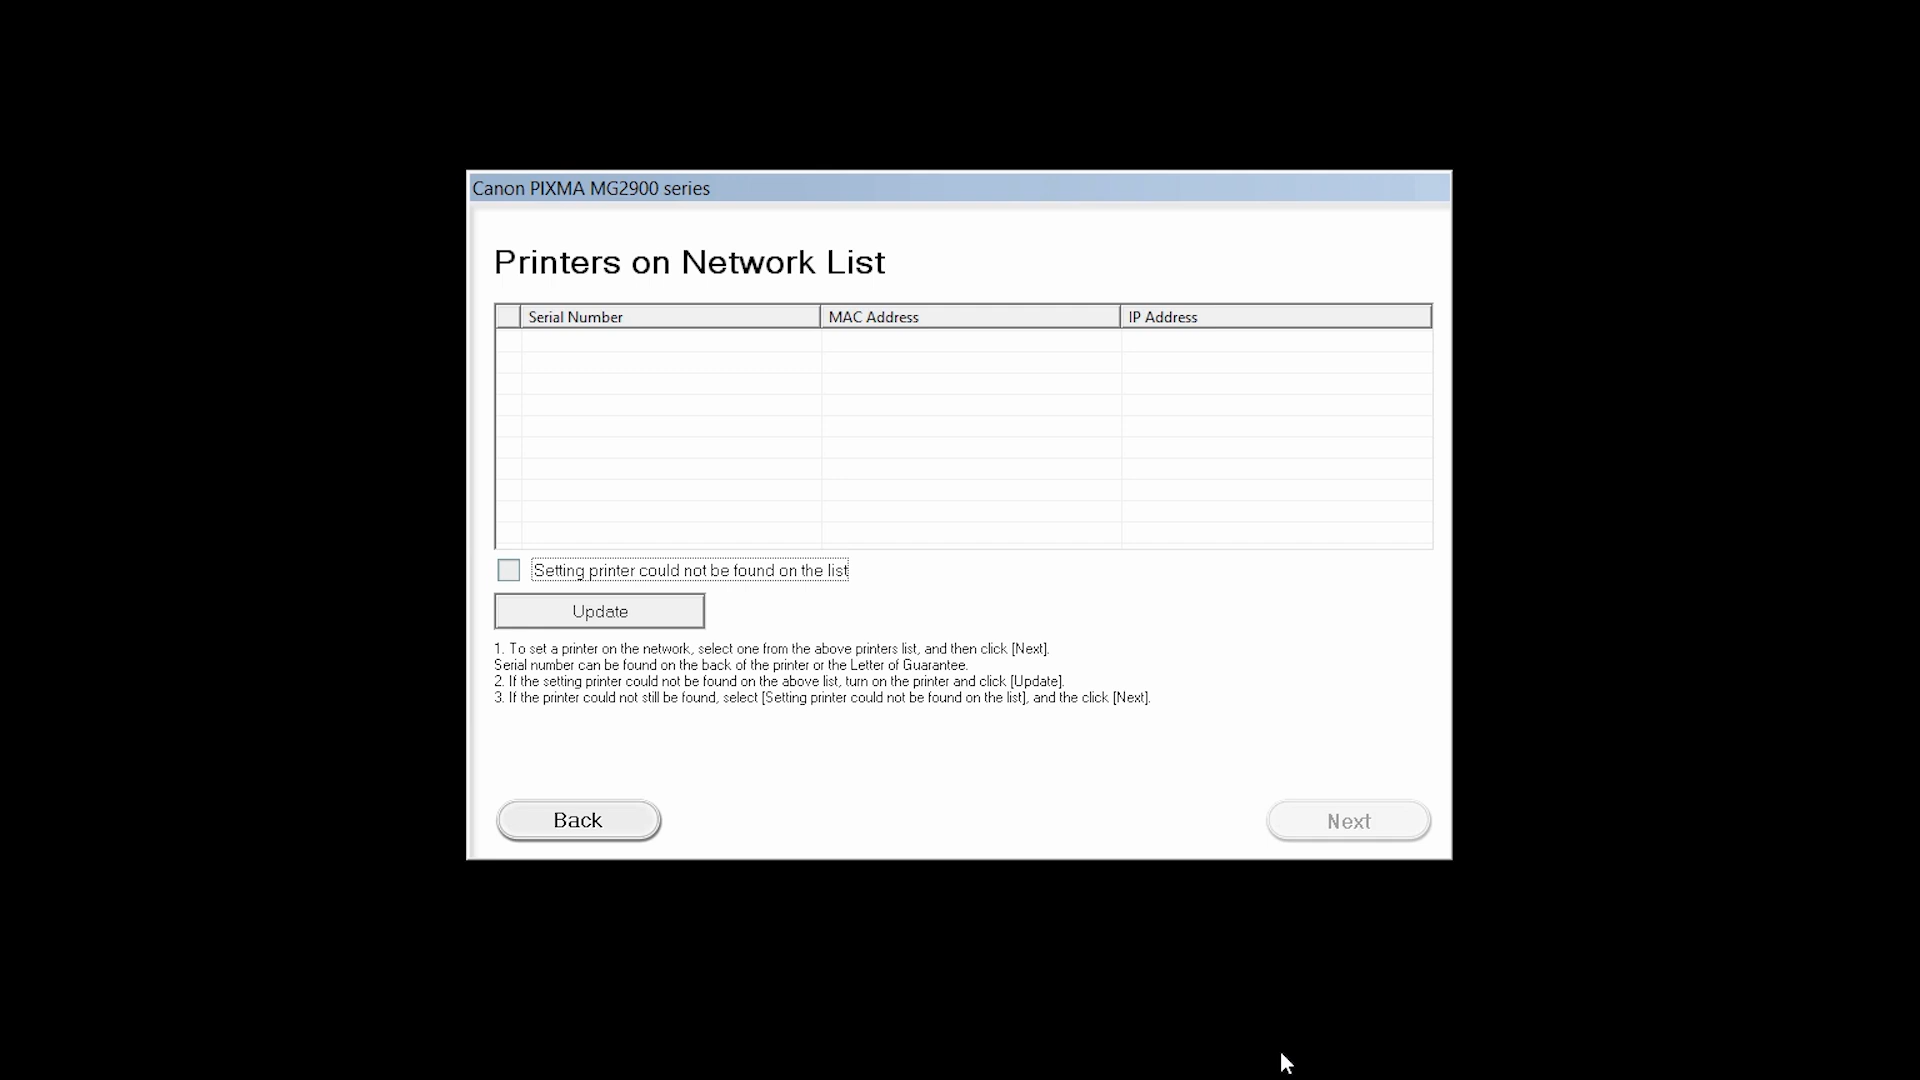 Canon PIXMA MG2900 series
Printers on Network List
Serial Number MAC Address IP Address
Setting printer could not be found on the list
Update
1. To set a printer on the network, select one from the above printers list, and then click [Next].
Serial number can be found on the back of the printer or the Letter of Guarantee.
2. If the setting printer could not be found on the above list, turn on the printer and click [Update].
3. If the printer could not still be found, select [Setting printer could not be found on the list], and the click [Next].
Back Next